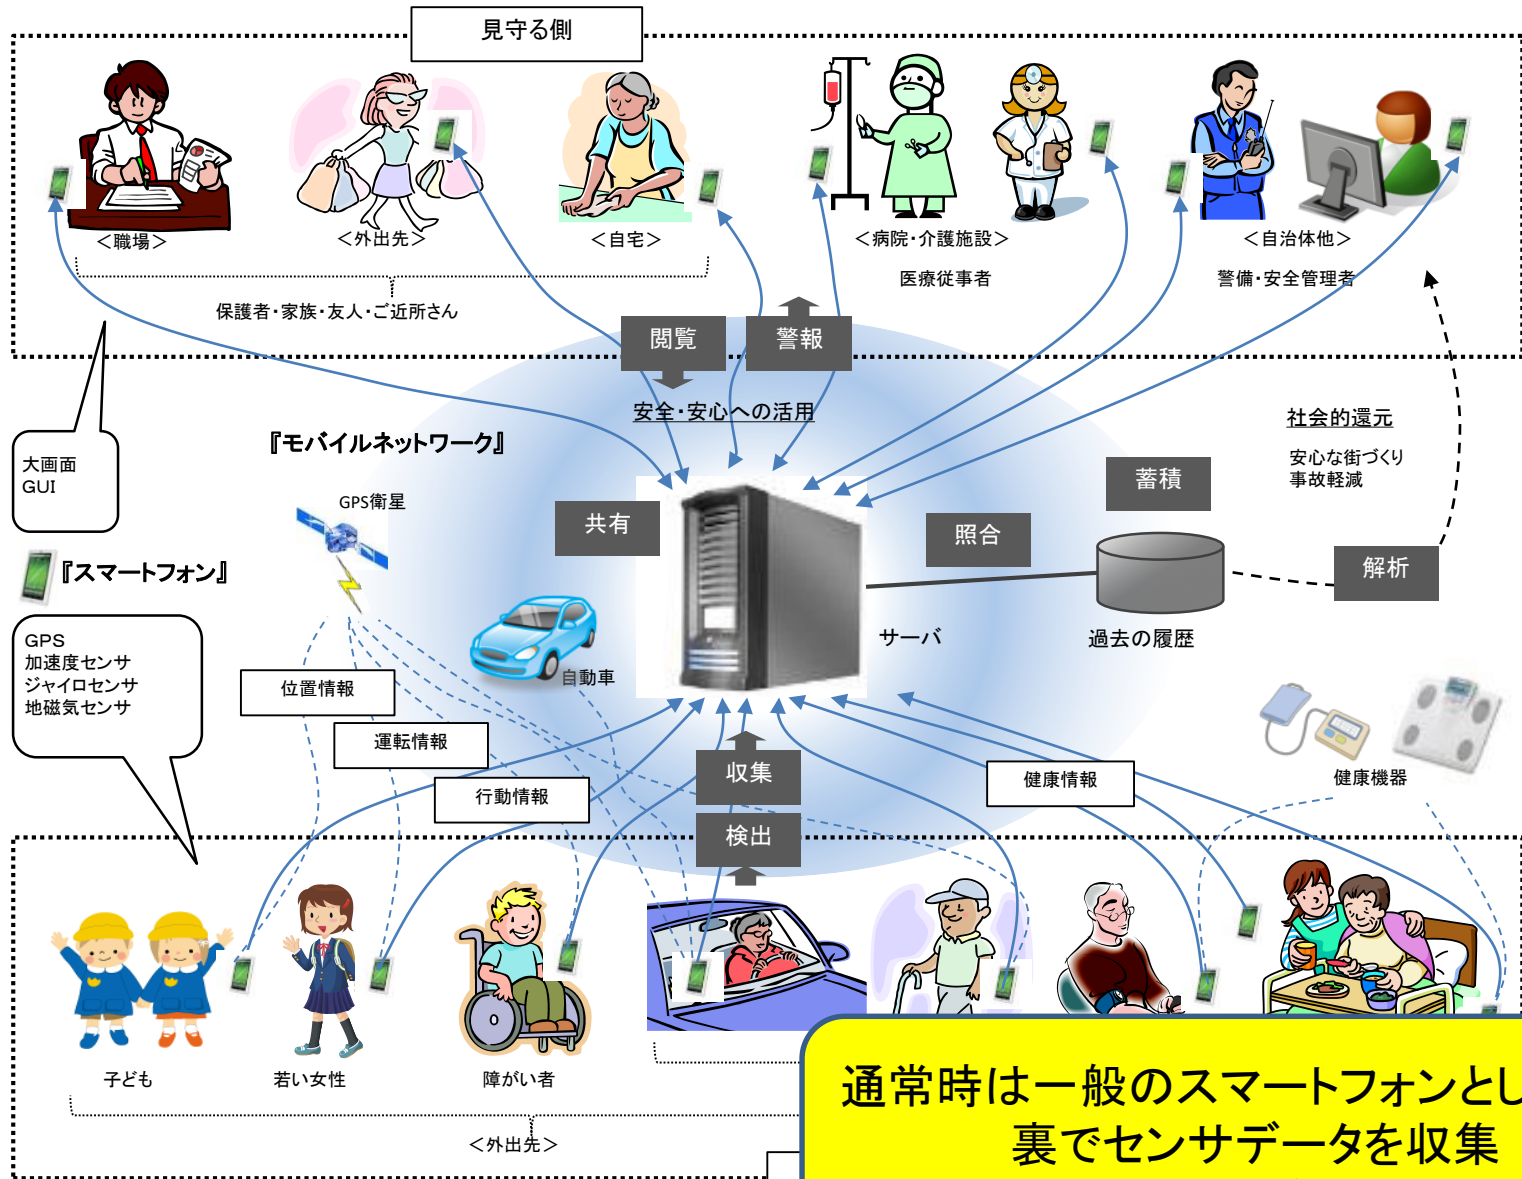 見守る側
＜職場＞
＜外出先＞
＜自宅＞
＜病院・介護施設＞
＜自治体他＞
医療従事者
警備・安全管理者
保護者・家族・友人・ご近所さん
閲覧
警報
安全・安心への活用
大画面
GUI
『モバイルネットワーク』
社会的還元
安心な街づくり
事故軽減
GPS衛星
共有
照合
蓄積
解析
『スマートフォン』
サーバ
過去の履歴
GPS
加速度センサ
ジャイロセンサ
地磁気センサ
自動車
位置情報
運転情報
行動情報
収集
検出
健康情報
健康機器
子ども
若い女性
障がい者
＜外出先＞
通常時は一般のスマートフォンとし
裏でセンサデータを収集